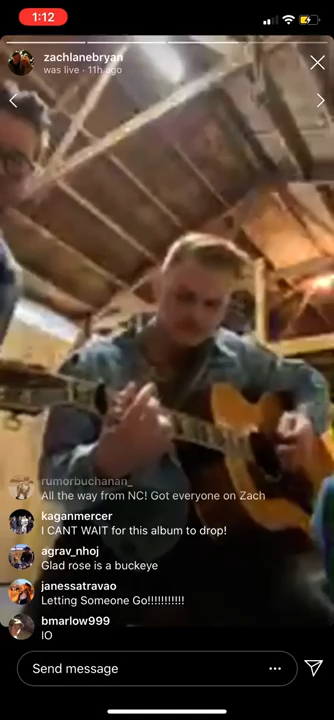 1:12
zachlanebryan
was live · 11h ago
rumorbuchanan_
All the way from NC! Got everyone on Zach
kaganmercer
I CANT WAIT for this album to drop!
agrav_nhoj
Glad rose is a buckeye
janessatravao
Letting Someone Go!!!!!!!!!!!
bmarlow999
IO
Send message